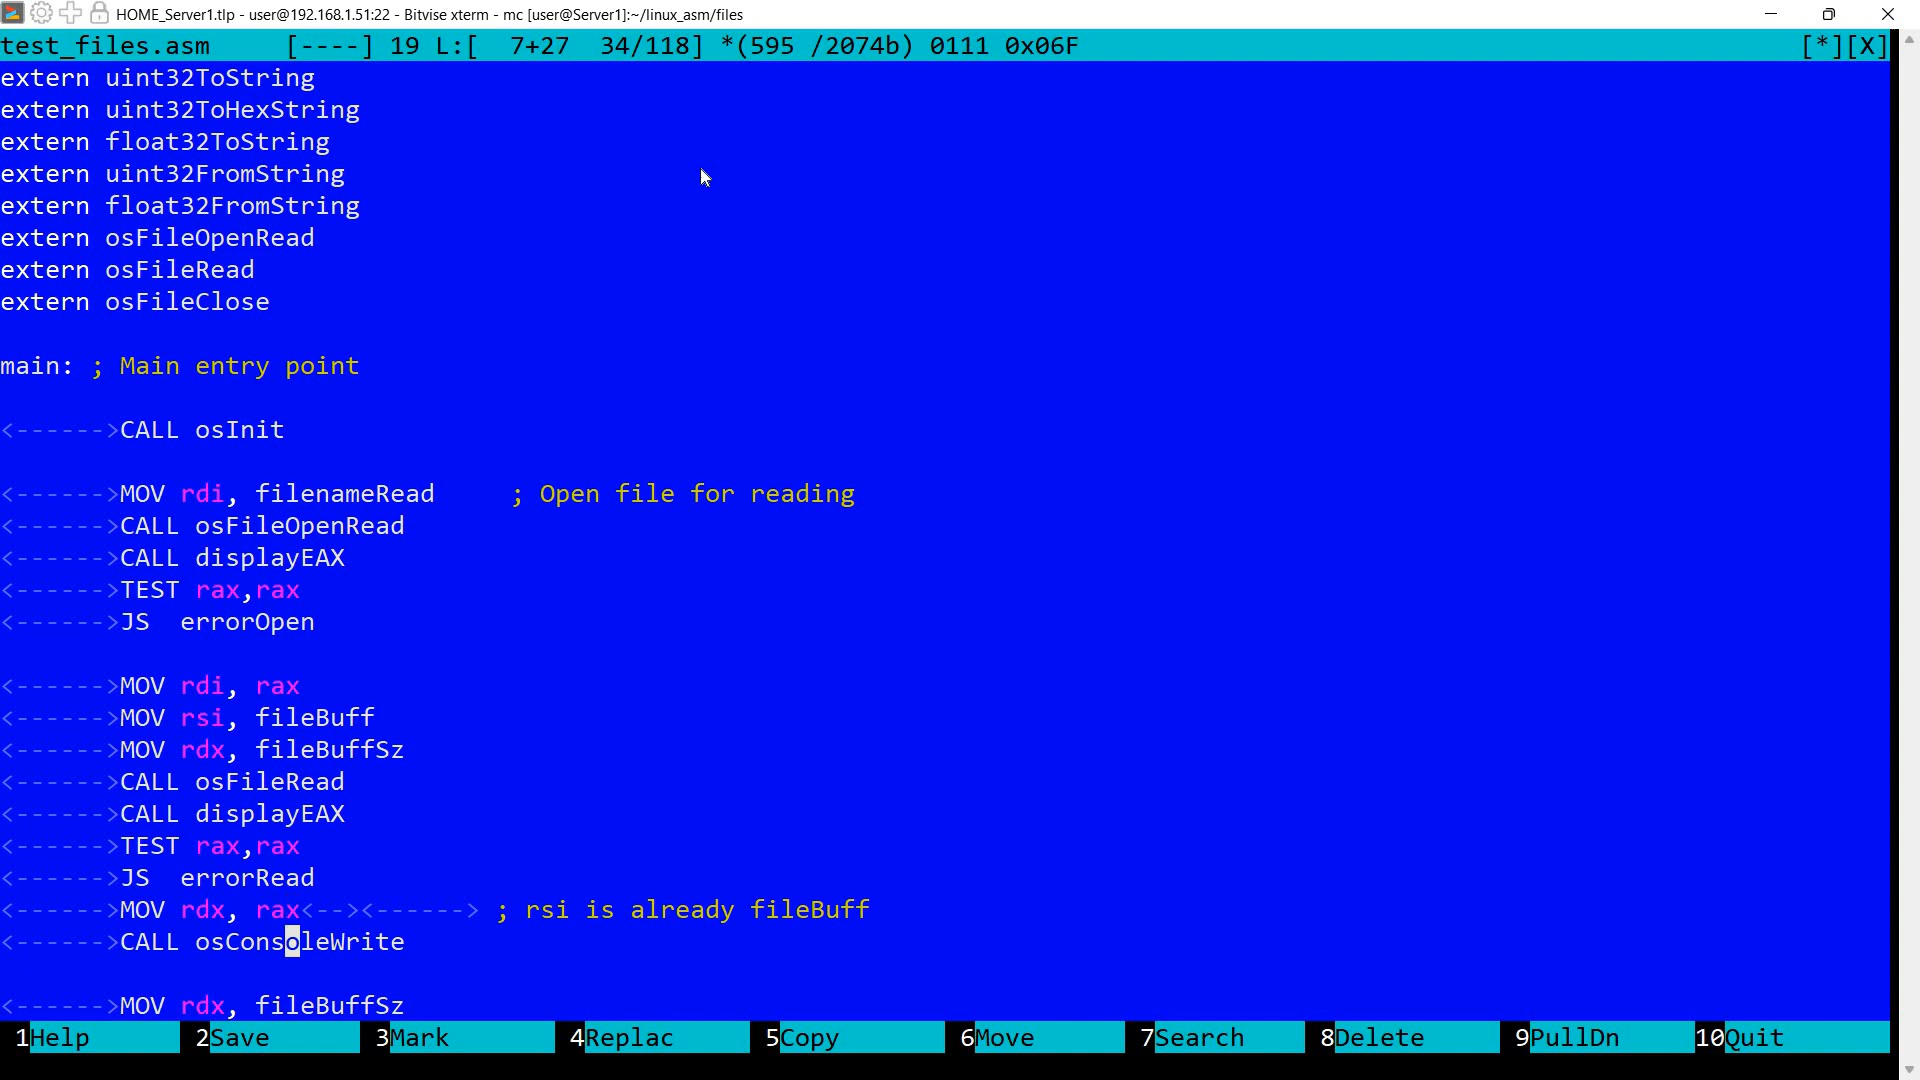 HOME_Server1.tlp - user@192.168.1.51:22 - Bitvise xterm - mc [user@Server1]:~/linux_asm/files
test_files.asm     [----] 19 L:[  7+27  34/118] *(595 /2074b) 0111 0x06F     [*][X]
extern uint32ToString
extern uint32ToHexString
extern float32ToString
extern uint32FromString
extern float32FromString
extern osFileOpenRead
extern osFileRead
extern osFileClose
main: ; Main entry point
<------>CALL osInit
<------>MOV rdi, filenameRead     ; Open file for reading
<------>CALL osFileOpenRead
<------>CALL displayEAX
<------>TEST rax,rax
<------>JS  errorOpen
<------>MOV rdi, rax
<------>MOV rsi, fileBuff
<------>MOV rdx, fileBuffSz
<------>CALL osFileRead
<------>CALL displayEAX
<------>TEST rax,rax
<------>JS  errorRead
<------>MOV rdx, rax<--><------> ; rsi is already fileBuff
<------>CALL osConsoleWrite
<------>MOV rdx, fileBuffSz
1Help 2Save 3Mark 4Replac 5Copy 6Move 7Search 8Delete 9PullDn 10Quit